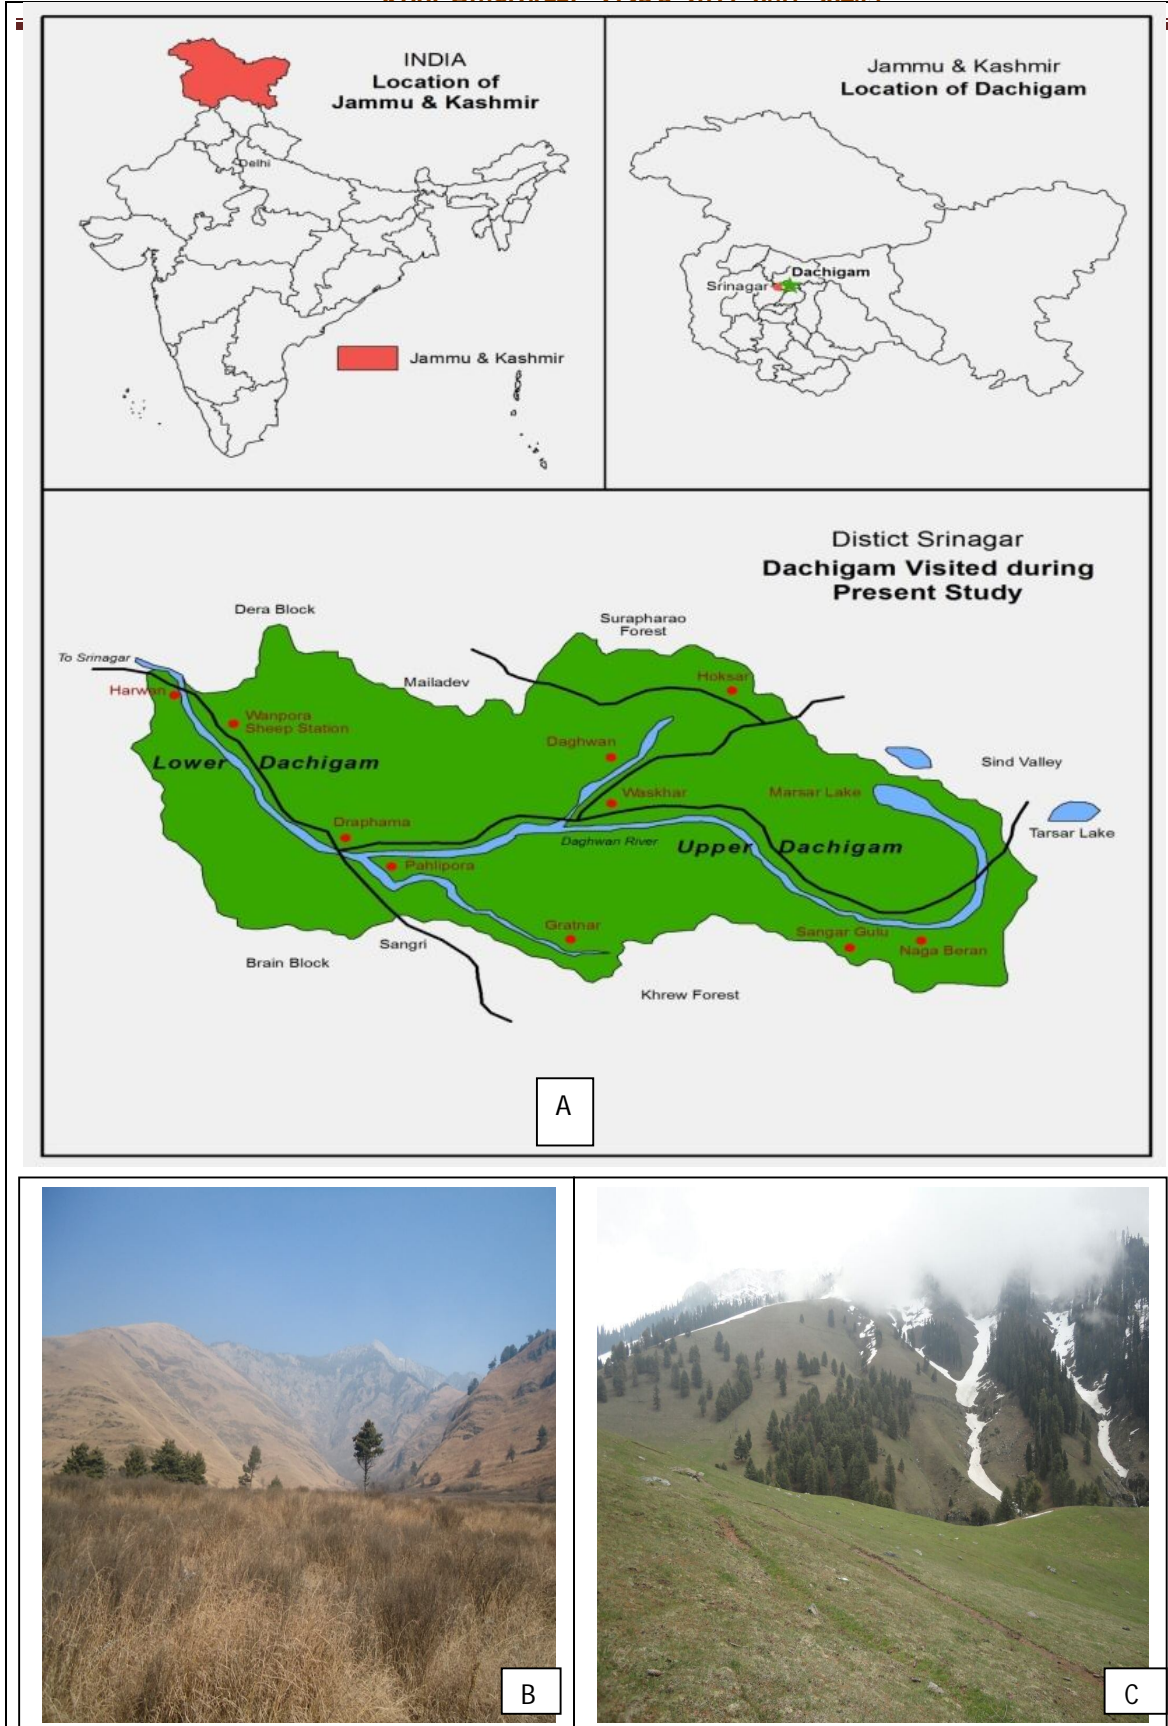 INDIA
Location of
Jammu & Kashmir
Delhi
Jammu & Kashmir
Jammu & Kashmir
Location of Dachigam
Dachigam
Srinagar
Distict Srinagar
Dachigam Visited during
Present Study
Dera Block
Surapharao
Forest
To Srinagar
Mailadev
Hoksar
Harwan
Wanpora
Sheep Station
Daghwan
Lower Dachigam
Sind Valley
Waskhar
Marsar Lake
Draphama
Tarsar Lake
Daghwan River
Upper Dachigam
Pahlipora
Gratnar
Sangar Gulu
Sangri
Naga Beran
Brain Block
Khrew Forest
A
B
C